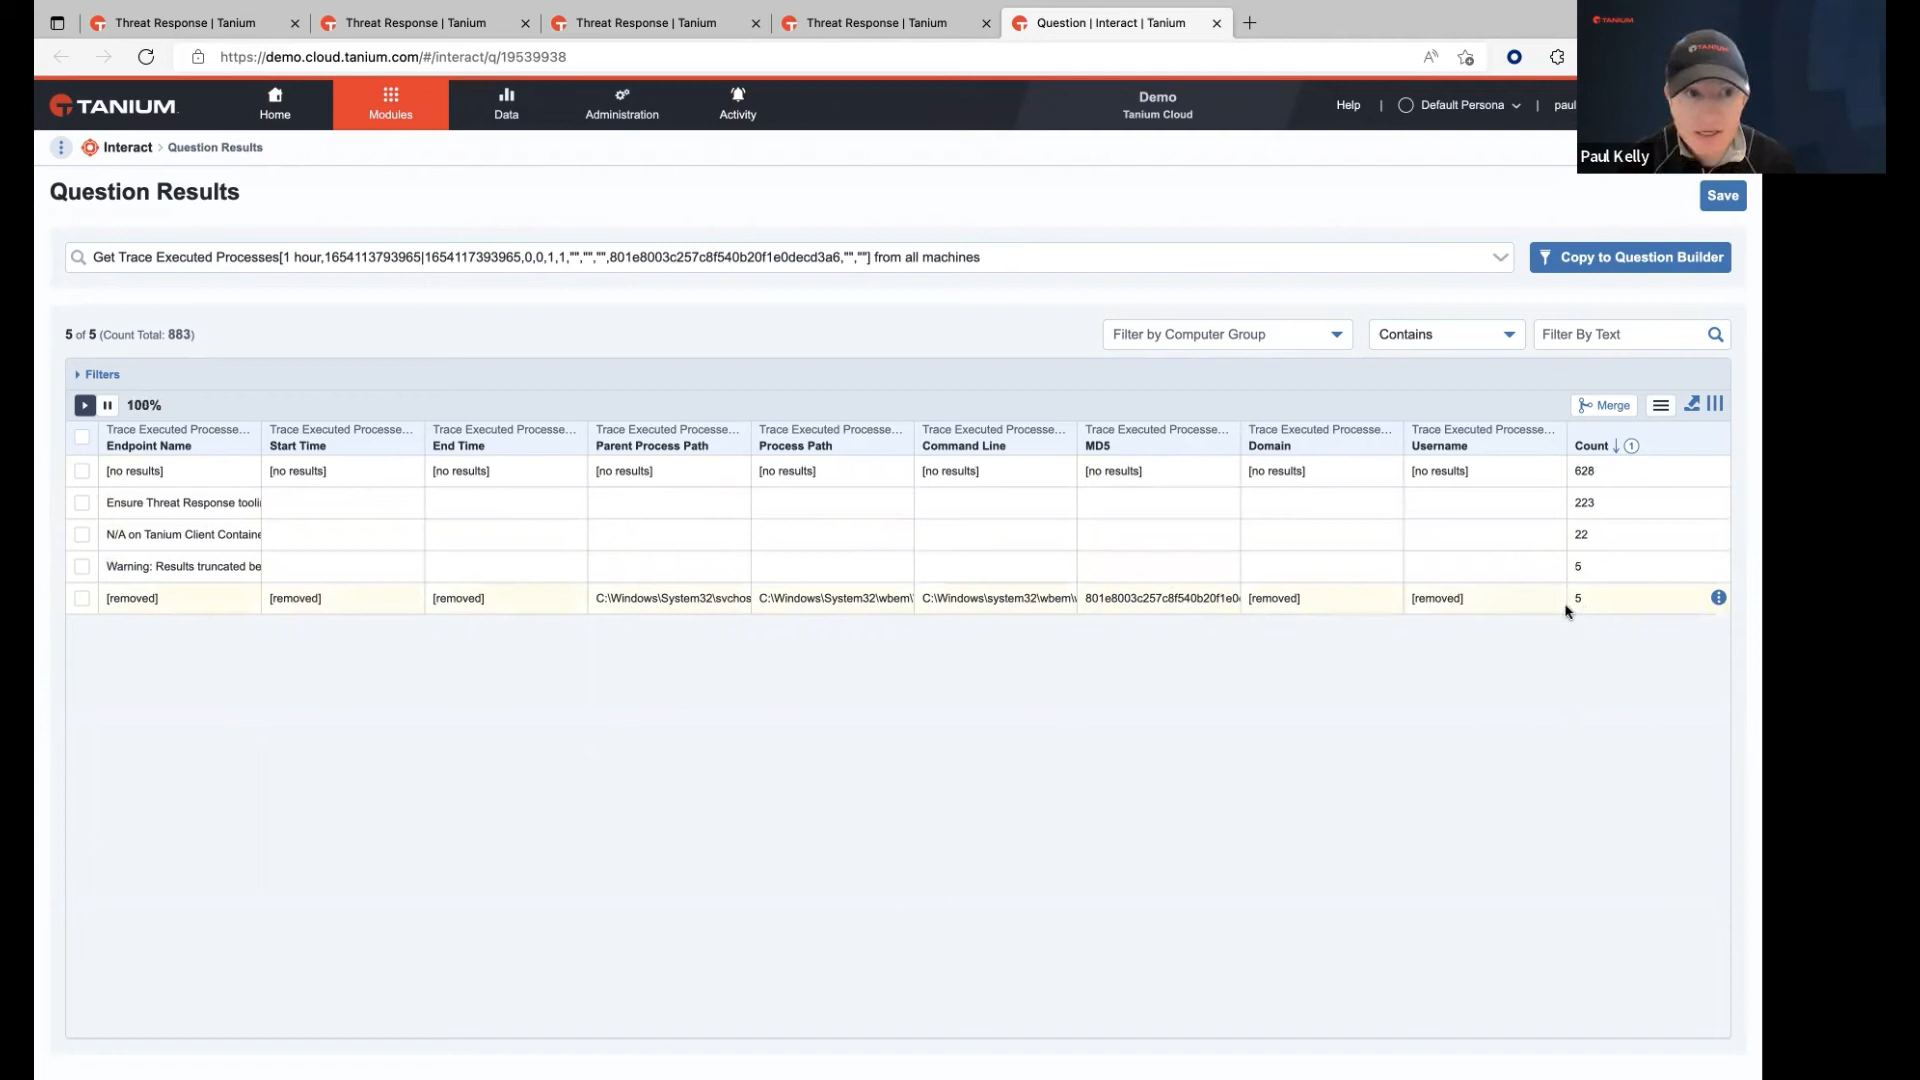 Threat Response | Tanium
Threat Response | Tanium
Threat Response | Tanium
Threat Response | Tanium
Question | Interact | Tanium
https://demo.cloud.tanium.com/#/interact/q/19539938
TANIUM
TANIUM
TANIUM
Home
Modules
Data
Administration
Activity
Demo
Tanium Cloud
Help
|
Default Persona
|
paul
Paul Kelly
Interact > Question Results
Question Results
Save
Get Trace Executed Processes[1 hour,1654113793965|1654117393965,0,0,1,1,"","","",801e8003c257c8f540b20f1e0decd3a6,"",""] from all machines
Copy to Question Builder
5 of 5 (Count Total: 883)
Filter by Computer Group
Contains
Filter By Text
Filters
100%
Merge
Trace Executed Processe... Trace Executed Processe... Trace Executed Processe... Trace Executed Processe... Trace Executed Processe... Trace Executed Processe... Trace Executed Processe... Trace Executed Processe... Trace Executed Processe...
Endpoint Name Start Time End Time Parent Process Path Process Path Command Line MD5 Domain Username Count 1
[no results] [no results] [no results] [no results] [no results] [no results] [no results] [no results] [no results] 628
Ensure Threat Response tooli 223
N/A on Tanium Client Containe 22
Warning: Results truncated be 5
[removed] [removed] [removed] C:\Windows\System32\svchos C:\Windows\System32\wbem\ C:\Windows\system32\wbem\ 801e8003c257c8f540b20f1e0 [removed] [removed] 5